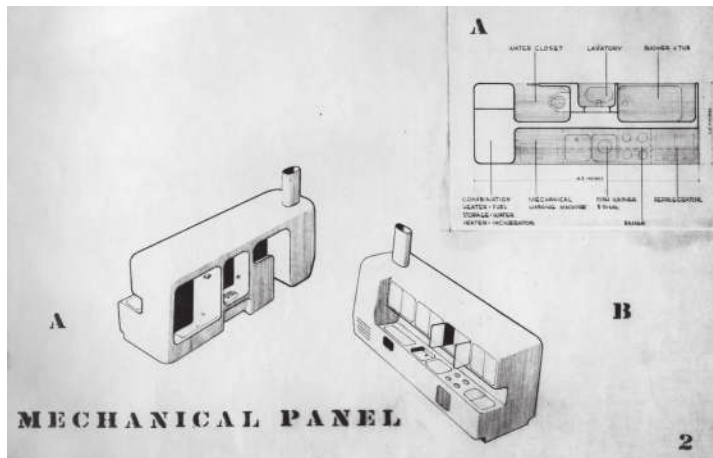 A
WATER CLOSET LAVATORY SHOWER & TUB
COMBINATION MECHANICAL DISH WASHER REFRIGERATOR
HEATER-FUEL WASHING MACHINE & SINK
STORAGE-WATER
HEATER-INCINERATOR RANGE
A
B
MECHANICAL PANEL
2